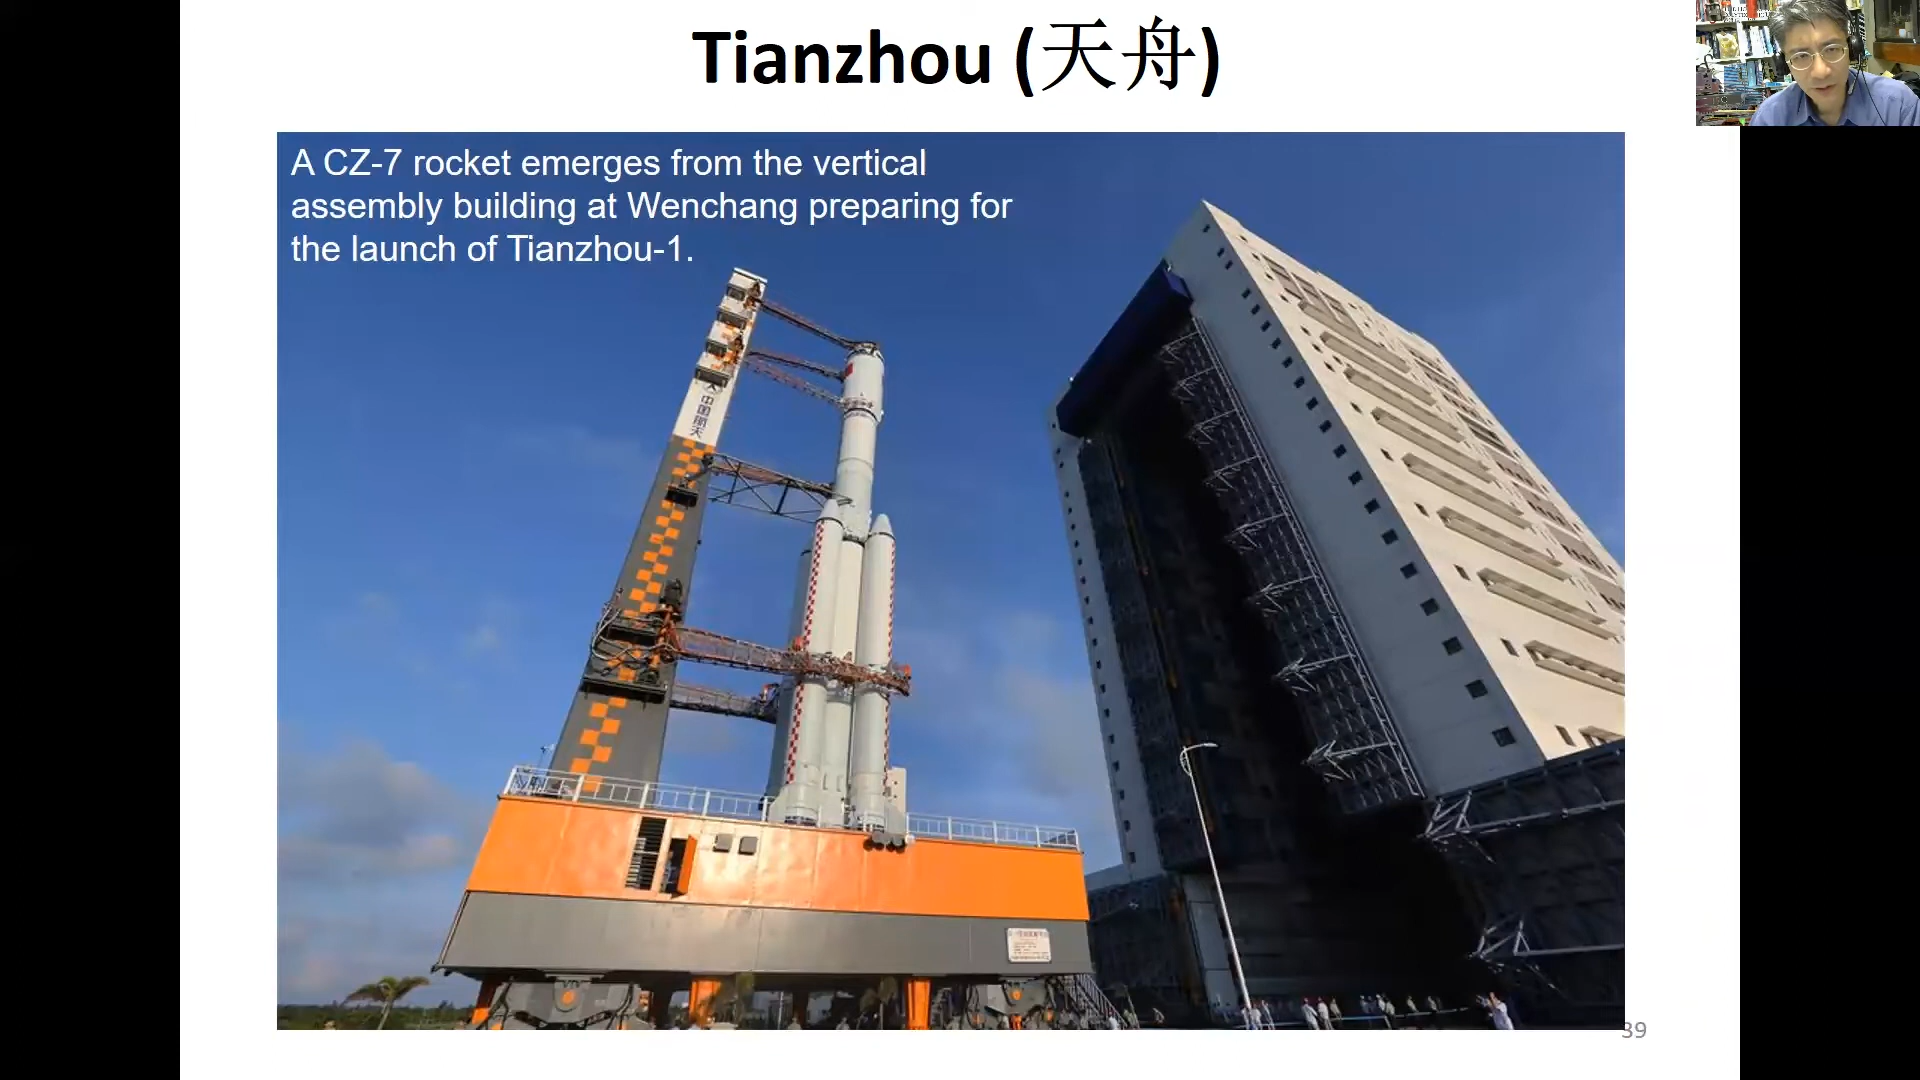 Tianzhou (天舟)
A CZ-7 rocket emerges from the vertical
assembly building at Wenchang preparing for
the launch of Tianzhou-1.
中国航天
39